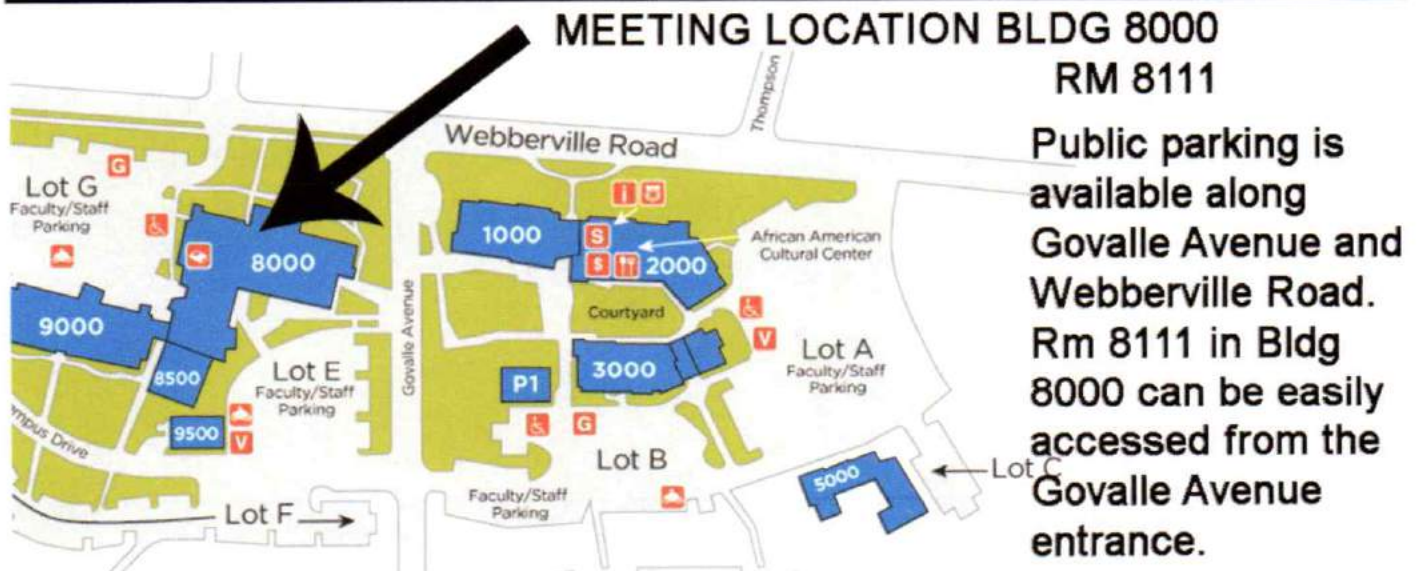 MEETING LOCATION BLDG 8000
RM 8111
Public parking is
available along
Govalle Avenue and
Webberville Road.
Rm 8111 in Bldg
8000 can be easily
accessed from the
Govalle Avenue
entrance.
Thompson
Webberville Road
G
Lot G
Faculty/Staff
Parking
8000
9000
8500
9500
V
Lot E
Faculty/Staff
Parking
Govalle Avenue
mpus Drive
Lot F
1000
i
S
$
2000
African American
Cultural Center
Courtyard
V
3000
P1
G
Lot A
Faculty/Staff
Parking
Lot B
Faculty/Staff
Parking
5000
Lot C